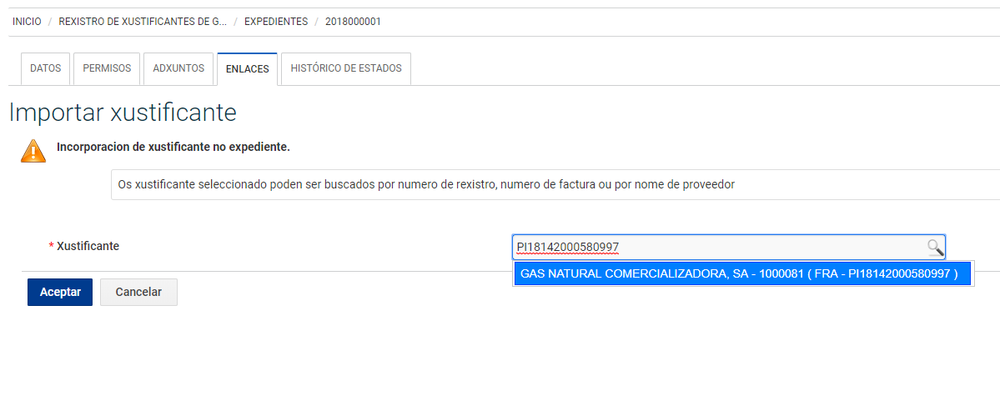 INICIO / REXISTRO DE XUSTIFICANTES DE G... / EXPEDIENTES / 2018000001
DATOS PERMISOS ADXUNTOS ENLACES HISTÓRICO DE ESTADOS
Importar xustificante
Incorporacion de xustificante no expediente.
Os xustificante seleccionado poden ser buscados por numero de rexistro, numero de factura ou por nome de proveedor
* Xustificante PI18142000580997
GAS NATURAL COMERCIALIZADORA, SA - 1000081 ( FRA - PI18142000580997 )
Aceptar Cancelar